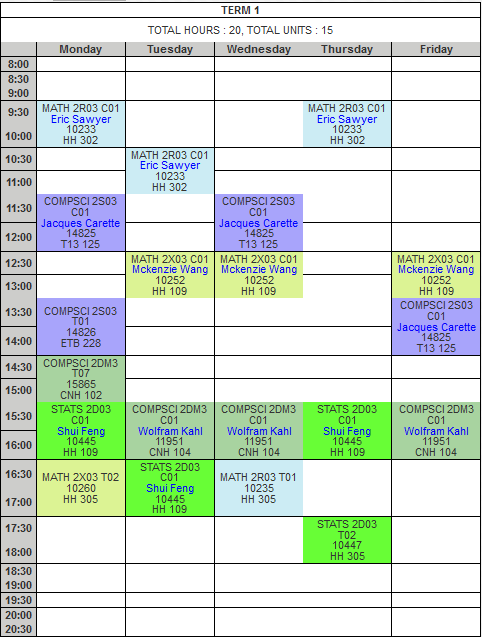 TERM 1
TOTAL HOURS : 20, TOTAL UNITS : 15
Monday Tuesday Wednesday Thursday Friday
8:00
8:30
9:00
9:30
10:00
MATH 2R03 C01
Eric Sawyer
10233
HH 302
MATH 2R03 C01
Eric Sawyer
10233
HH 302
10:30
11:00
MATH 2R03 C01
Eric Sawyer
10233
HH 302
11:30
12:00
COMPSCI 2S03
C01
Jacques Carette
14825
T13 125
COMPSCI 2S03
C01
Jacques Carette
14825
T13 125
12:30
13:00
MATH 2X03 C01
Mckenzie Wang
10252
HH 109
MATH 2X03 C01
Mckenzie Wang
10252
HH 109
MATH 2X03 C01
Mckenzie Wang
10252
HH 109
13:30
14:00
COMPSCI 2S03
T01
14826
ETB 228
COMPSCI 2S03
C01
Jacques Carette
14825
T13 125
14:30
15:00
COMPSCI 2DM3
T07
15865
CNH 102
15:30
16:00
STATS 2D03
C01
Shui Feng
10445
HH 109
COMPSCI 2DM3
C01
Wolfram Kahl
11951
CNH 104
COMPSCI 2DM3
C01
Wolfram Kahl
11951
CNH 104
STATS 2D03
C01
Shui Feng
10445
HH 109
COMPSCI 2DM3
C01
Wolfram Kahl
11951
CNH 104
16:30
17:00
MATH 2X03 T02
10260
HH 305
STATS 2D03
C01
Shui Feng
10445
HH 109
MATH 2R03 T01
10235
HH 305
17:30
18:00
STATS 2D03
T02
10447
HH 305
18:30
19:00
19:30
20:00
20:30